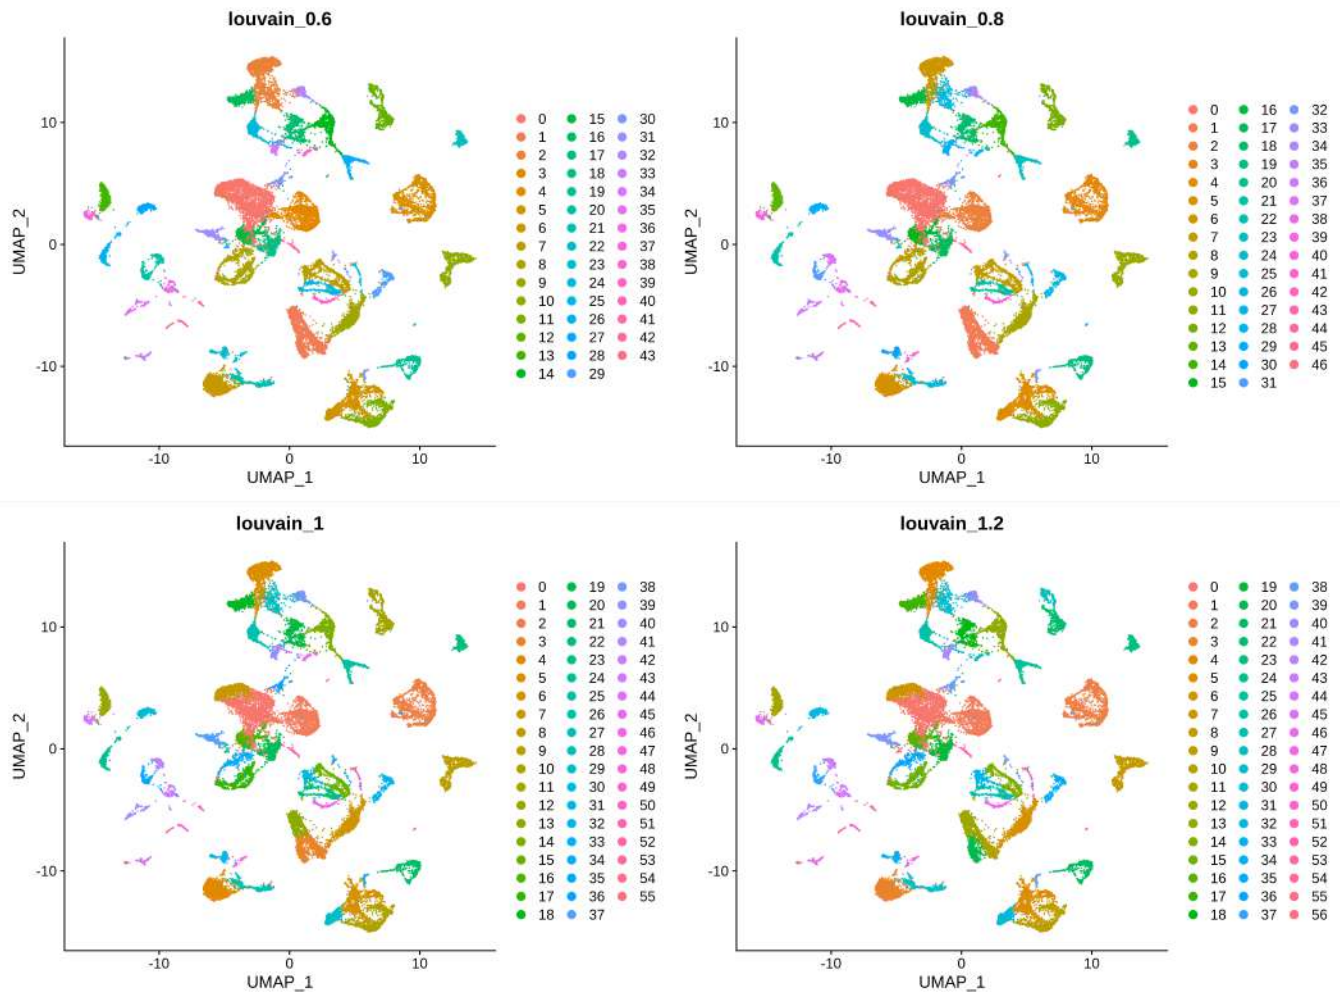 louvain_0.6
UMAP_2
10
0
-10
-10 0 10
UMAP_1
0 15 30
1 16 31
2 17 32
3 18 33
4 19 34
5 20 35
6 21 36
7 22 37
8 23 38
9 24 39
10 25 40
11 26 41
12 27 42
13 28 43
14 29
louvain_0.8
UMAP_2
10
0
-10
-10 0 10
UMAP_1
0 16 32
1 17 33
2 18 34
3 19 35
4 20 36
5 21 37
6 22 38
7 23 39
8 24 40
9 25 41
10 26 42
11 27 43
12 28 44
13 29 45
14 30 46
15 31
louvain_1
UMAP_2
10
0
-10
-10 0 10
UMAP_1
0 19 38
1 20 39
2 21 40
3 22 41
4 23 42
5 24 43
6 25 44
7 26 45
8 27 46
9 28 47
10 29 48
11 30 49
12 31 50
13 32 51
14 33 52
15 34 53
16 35 54
17 36 55
18 37
louvain_1.2
UMAP_2
10
0
-10
-10 0 10
UMAP_1
0 19 38
1 20 39
2 21 40
3 22 41
4 23 42
5 24 43
6 25 44
7 26 45
8 27 46
9 28 47
10 29 48
11 30 49
12 31 50
13 32 51
14 33 52
15 34 53
16 35 54
17 36 55
18 37 56